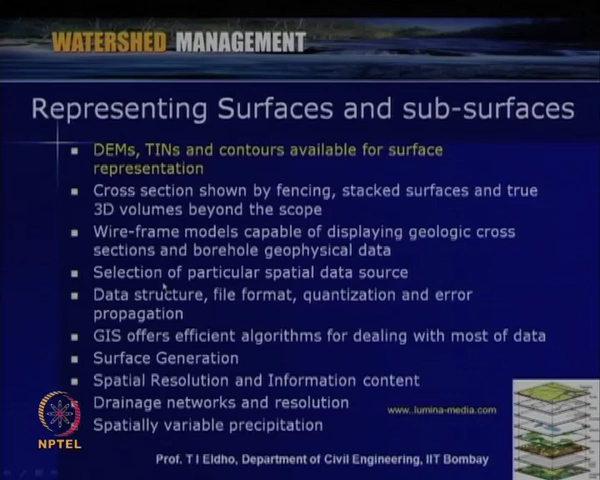 WATERSHED MANAGEMENT
Representing Surfaces and sub-surfaces
DEMs, TINs and contours available for surface
representation
Cross section shown by fencing, stacked surfaces and true
3D volumes beyond the scope
Wire-frame models capable of displaying geologic cross
sections and borehole geophysical data
Selection of particular spatial data source
Data structure, file format, quantization and error
propagation
GIS offers efficient algorithms for dealing with most of data
Surface Generation
Spatial Resolution and Information content
Drainage networks and resolution
www..lumina-media.com
Spatially variable precipitation
NPTEL
Prof. T I Eldho, Department of Civil Engineering, IIT Bombay